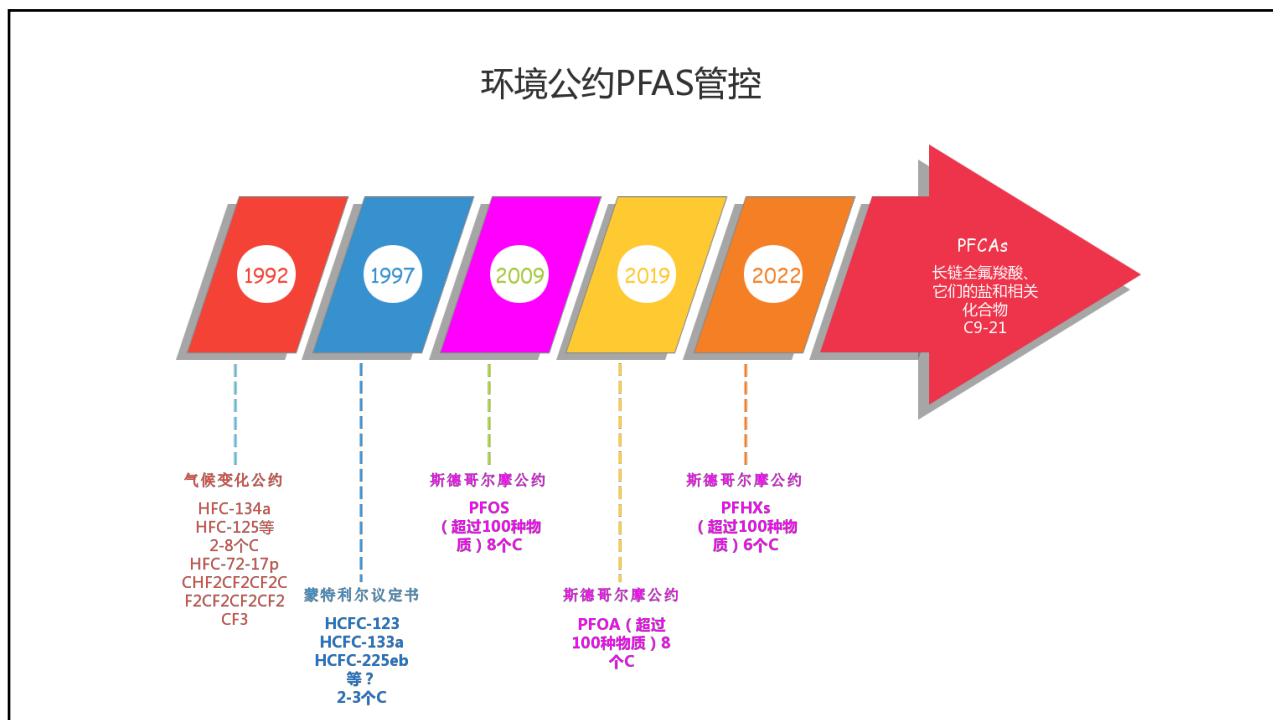 环境公约PFAS管控
1992
1997
2009
2019
2022
PFCAs
长链全氟羧酸、
它们的盐和相关
化合物
C9-21
气候变化公约
HFC-134a
HFC-125等
2-8个C
HFC-72-17p
CHF2CF2CF2C
F2CF2CF2CF2
CF3
蒙特利尔议定书
HCFC-123
HCFC-133a
HCFC-225eb
等？
2-3个C
斯德哥尔摩公约
PFOS
（超过100种物
质）8个C
斯德哥尔摩公约
PFOA（超过
100种物质）8
个C
斯德哥尔摩公约
PFHXs
（超过100种物
质）6个C